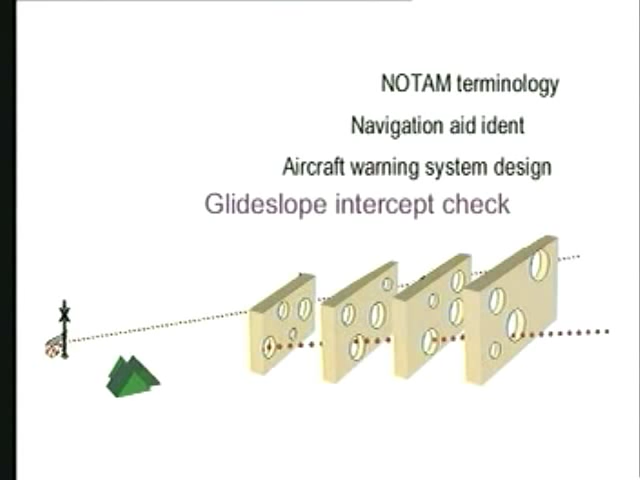 NOTAM terminology
Navigation aid ident
Aircraft warning system design
Glideslope intercept check